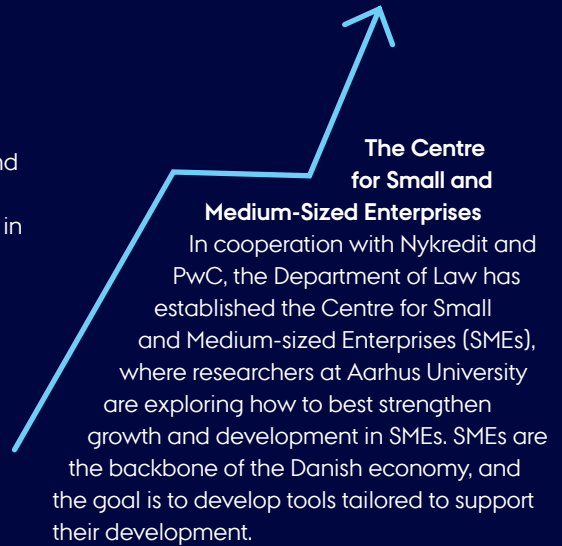 nd
in
The Centre
for Small and
Medium-Sized Enterprises
In cooperation with Nykredit and
PwC, the Department of Law has
established the Centre for Small
and Medium-sized Enterprises (SMEs),
where researchers at Aarhus University
are exploring how to best strengthen
growth and development in SMEs. SMEs are
the backbone of the Danish economy, and
the goal is to develop tools tailored to support
their development.